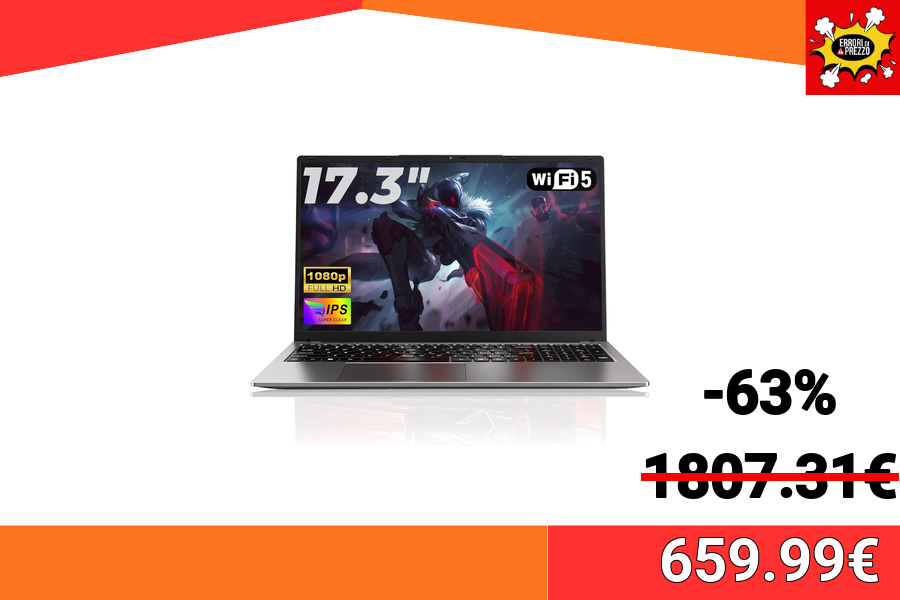 ERRORI DI
PREZZO
17.3"
WiFi 5
1080p
FULL HD
IPS
SUPER CLEAR
-63%
1807.31€
659.99€